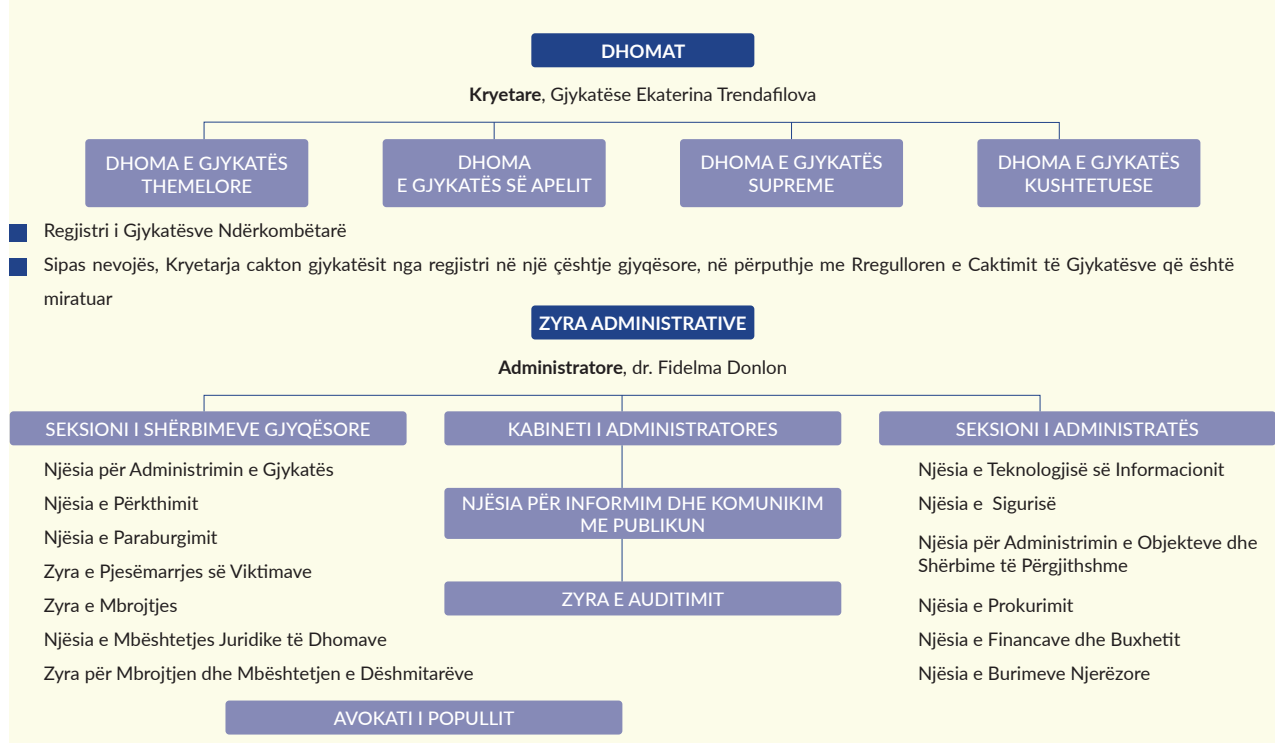 DHOMAT
Kryetare, Gjykatëse Ekaterina Trendafilova
DHOMA E GJYKATËS
THEMELORE
DHOMA
E GJYKATËS SË APELIT
DHOMA E GJYKATËS
SUPREME
DHOMA E GJYKATËS
KUSHTETUESE
Regjistri i Gjykatësve Ndërkombëtarë
Sipas nevojës, Kryetarja cakton gjykatësit nga regjistri në një çështje gjyqësore, në përputhje me Rregulloren e Caktimit të Gjykatësve që është
miratuar
ZYRA ADMINISTRATIVE
Administratore, dr. Fidelma Donlon
SEKSIONI I SHËRBIMEVE GJYQËSORE
Njësia për Administrimin e Gjykatës
Njësia e Përkthimit
Njësia e Paraburgimit
Zyra e Pjesëmarrjes së Viktimave
Zyra e Mbrojtjes
Njësia e Mbështetjes Juridike të Dhomave
Zyra për Mbrojtjen dhe Mbështetjen e Dëshmitarëve
KABINETI I ADMINISTRATORES
NJËSIA PËR INFORMIM DHE KOMUNIKIM
ME PUBLIKUN
ZYRA E AUDITIMIT
SEKSIONI I ADMINISTRATËS
Njësia e Teknologjisë së Informacionit
Njësia e Sigurisë
Njësia për Administrimin e Objekteve dhe
Shërbime të Përgjithshme
Njësia e Prokurimit
Njësia e Financave dhe Buxhetit
Njësia e Burimeve Njerëzore
AVOKATI I POPULLIT